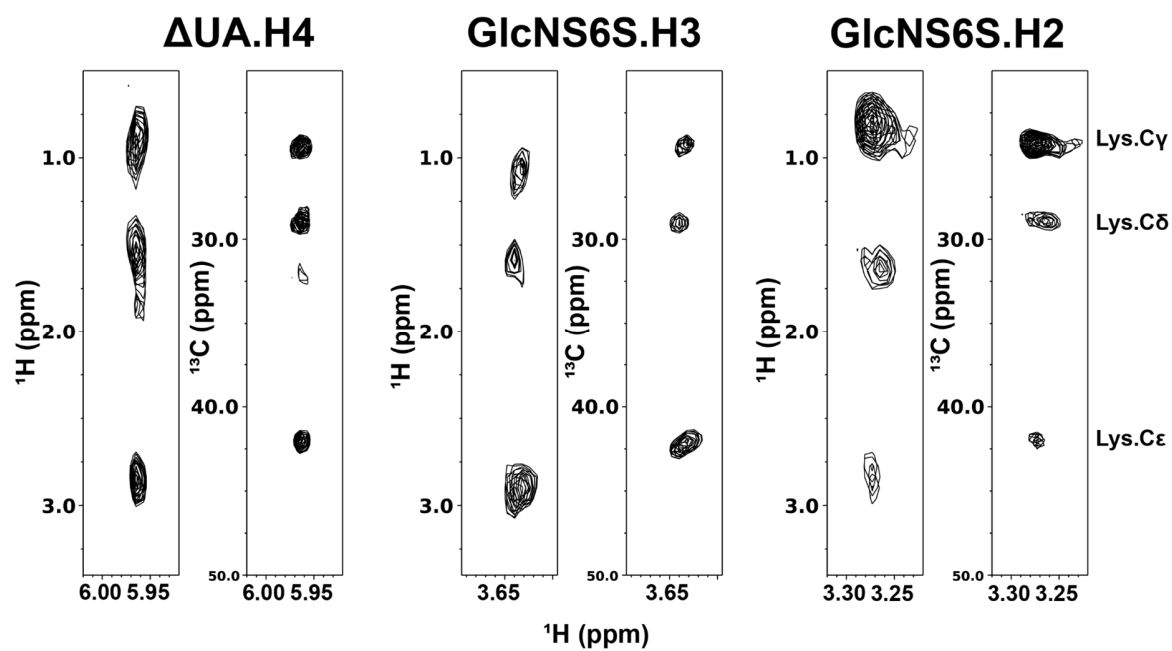 ΔUA.H4 GlcNS6S.H3 GlcNS6S.H2
¹H (ppm)
1.0
2.0
3.0
6.00 5.95
¹³C (ppm)
30.0
40.0
50.0
6.00 5.95
¹H (ppm)
1.0
2.0
3.0
3.65
¹³C (ppm)
30.0
40.0
50.0
3.65
¹H (ppm)
1.0
2.0
3.0
3.30 3.25
¹³C (ppm)
30.0
40.0
50.0
3.30 3.25
Lys.Cγ
Lys.Cδ
Lys.Cε
¹H (ppm)